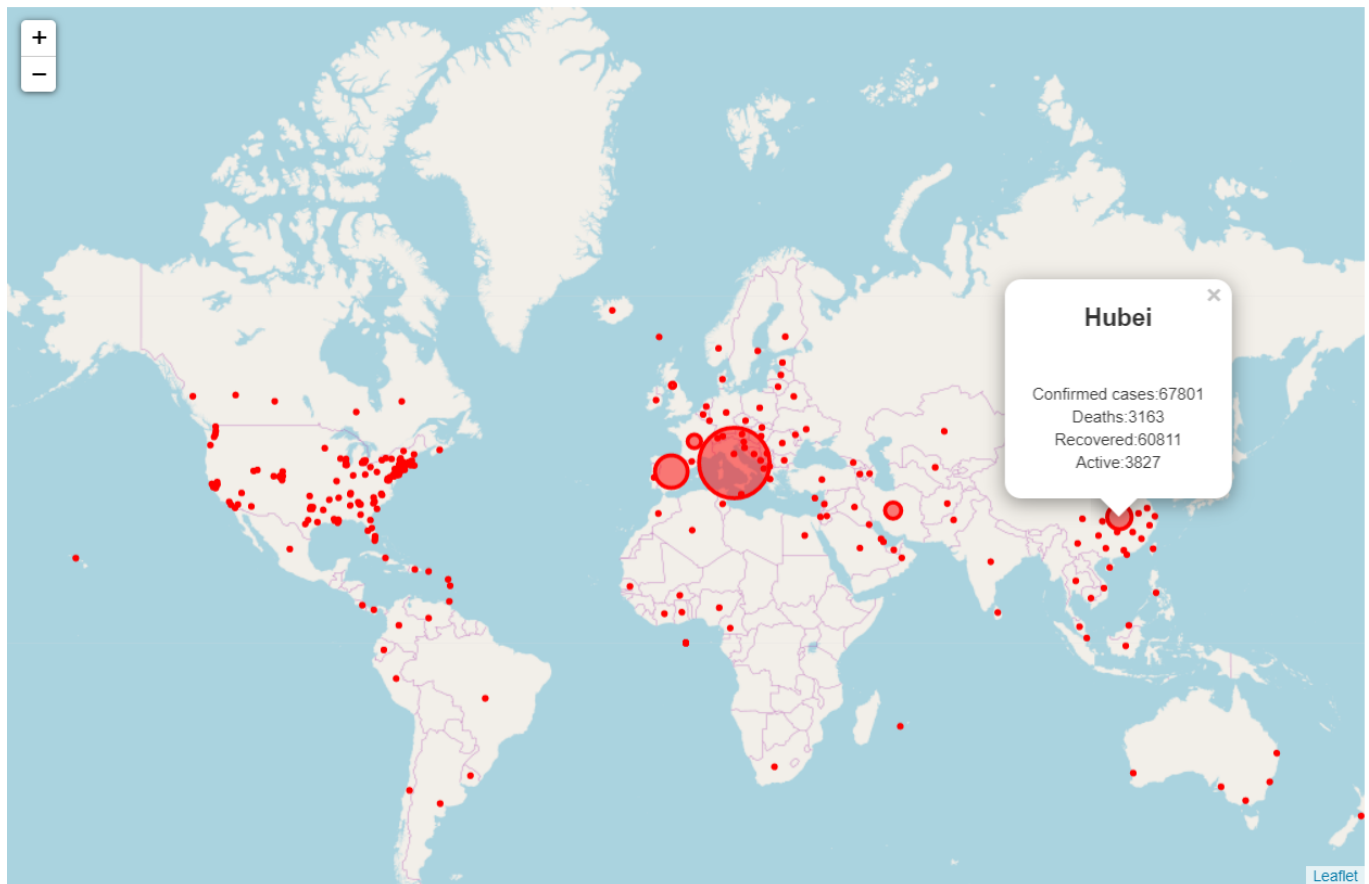 +
−
×
Hubei
Confirmed cases:67801
Deaths:3163
Recovered:60811
Active:3827
Leaflet